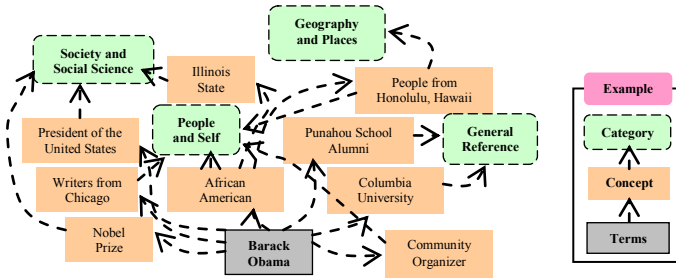 Geography
and Places
Society and
Social Science
Illinois
State
People from
Honolulu, Hawaii
Example
President of the
United States
People
and Self
Punahou School
Alumni
General
Reference
Category
Writers from
Chicago
African
American
Columbia
University
Concept
Nobel
Prize
Barack
Obama
Community
Organizer
Terms